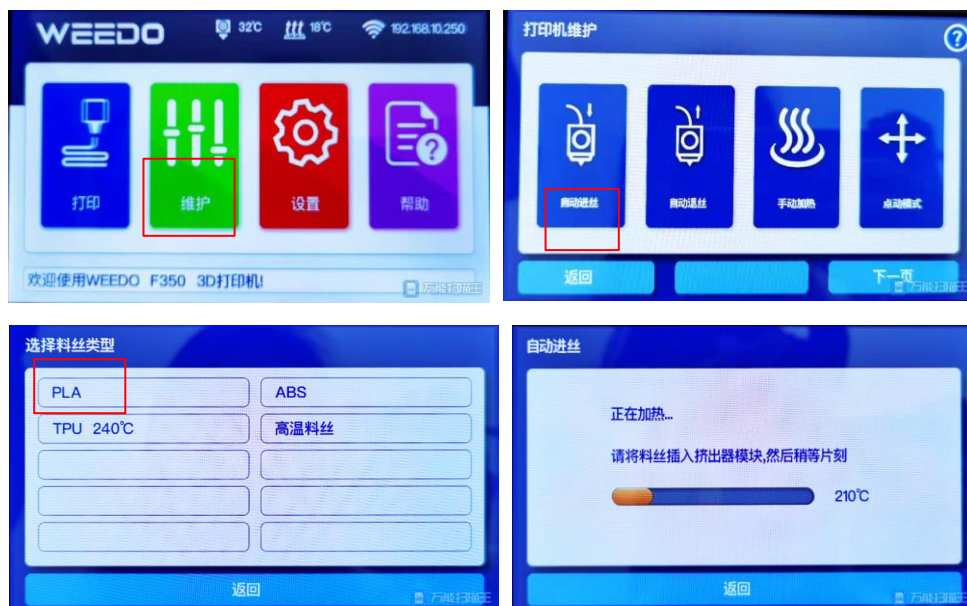 WEEDO 32℃ 18℃ 192.168.10.250
打印 维护 设置 帮助
欢迎使用WEEDO F350 3D打印机!
万能扫描王
打印机维护 ?
自动进丝 自动退丝 手动加热 点动模式
返回 下一页
万能扫描王
选择料丝类型
PLA ABS
TPU 240℃ 高温料丝
返回
万能扫描王
自动进丝
正在加热...
请将料丝插入挤出器模块,然后稍等片刻
210℃
返回
万能扫描王